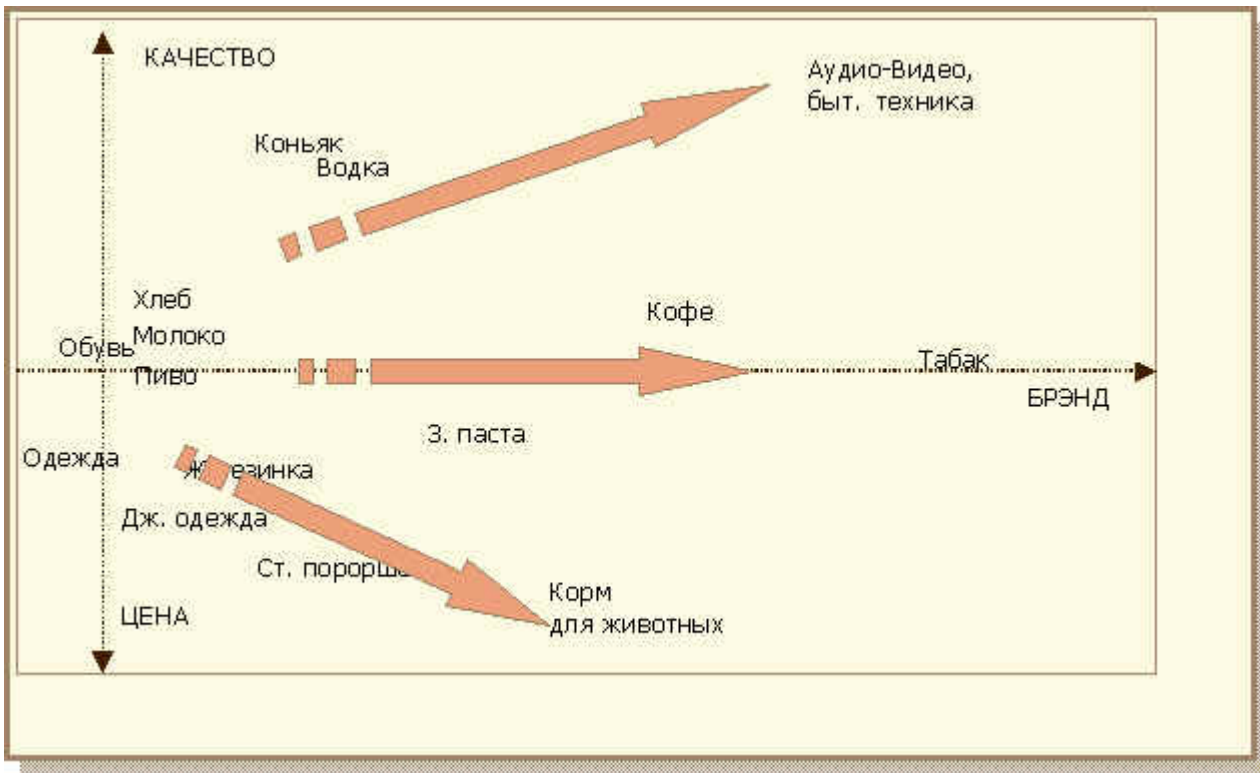 КАЧЕСТВО
Аудио-Видео,
быт. техника
Коньяк
Водка
Хлеб
Кофе
Молоко
Обувь
Табак
Пиво
БРЭНД
З. паста
Одежда
Дж. одежда
Ст.
Корм
ЦЕНА
для животных